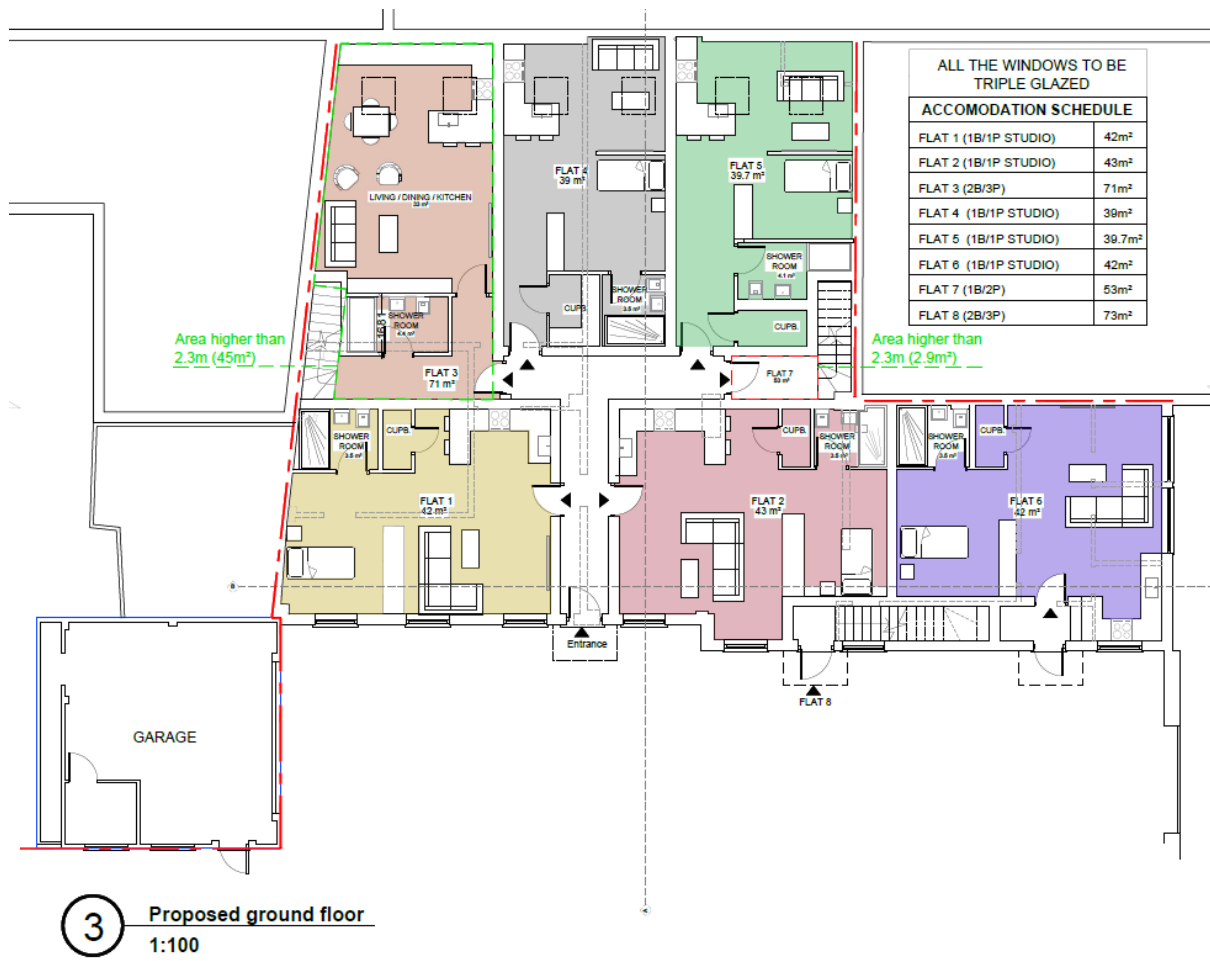 ALL THE WINDOWS TO BE
TRIPLE GLAZED
ACCOMODATION SCHEDULE
FLAT 1 (1B/1P STUDIO) 42m²
FLAT 2 (1B/1P STUDIO) 43m²
FLAT 3 (2B/3P) 71m²
FLAT 4 (1B/1P STUDIO) 39m²
FLAT 5 (1B/1P STUDIO) 39.7m²
FLAT 6 (1B/1P STUDIO) 42m²
FLAT 7 (1B/2P) 53m²
FLAT 8 (2B/3P) 73m²
LIVING / DINING / KITCHEN
33 m²
FLAT 4
39 m²
FLAT 5
39.7 m²
SHOWER
ROOM
4.1 m²
SHOWER
ROOM
3.5 m²
CUPB.
CUPB.
1681
SHOWER
ROOM
Area higher than
2.3m (45m²)
Area higher than
2.3m (2.9m²)
FLAT 3
71 m²
FLAT 7
53 m²
SHOWER
ROOM
3.5 m²
CUPB.
CUPB.
SHOWER
ROOM
3.5 m²
SHOWER
ROOM
3.5 m²
CUPB.
FLAT 1
42 m²
FLAT 2
43 m²
FLAT 6
42 m²
Entrance
FLAT 8
GARAGE
3
Proposed ground floor
1:100